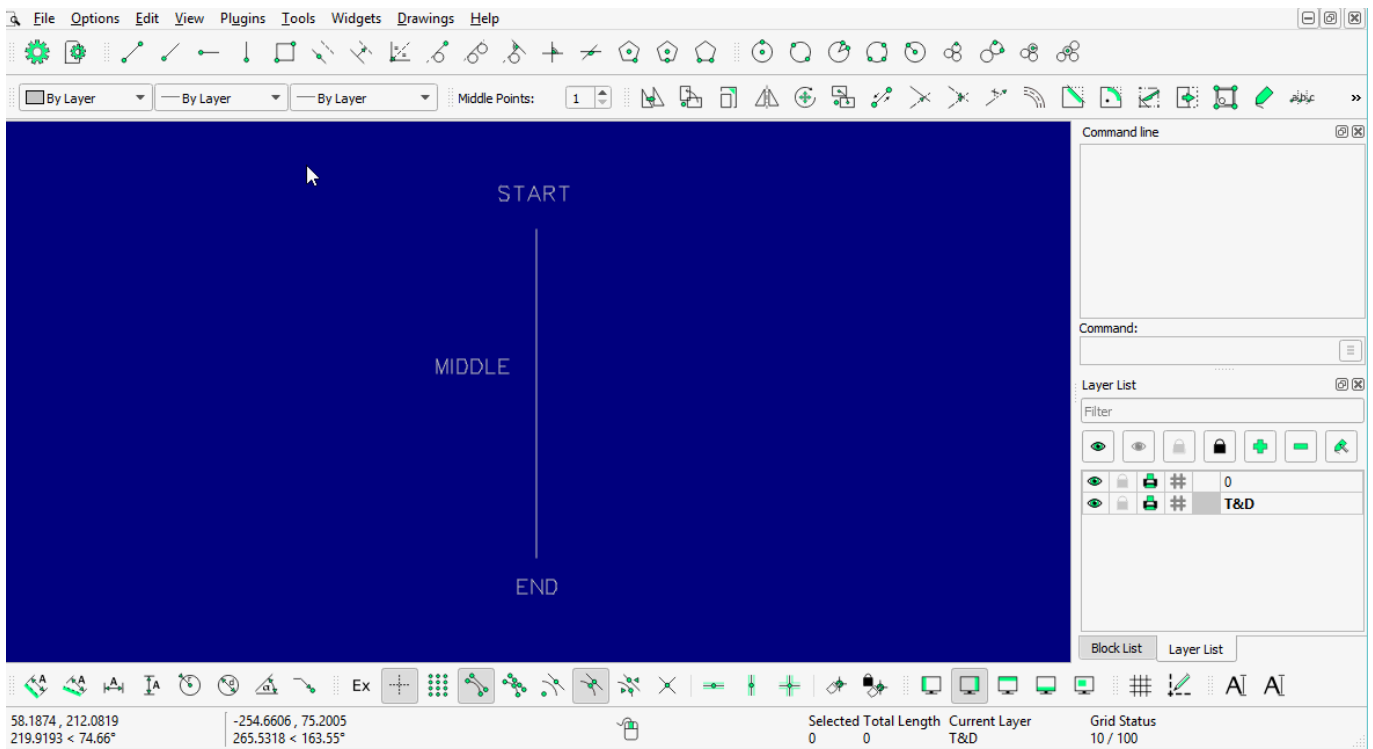 File Options Edit View Plugins Tools Widgets Drawings Help
By Layer By Layer By Layer Middle Points: 1 abjbjc »
Command line
START
MIDDLE
END
Command:
Layer List
Filter
0
T&D
Block List Layer List
Ex A A
58.1874 , 212.0819 -254.6606 , 75.2005 Selected Total Length Current Layer Grid Status
219.9193 < 74.66° 265.5318 < 163.55° 0 0 T&D 10 / 100